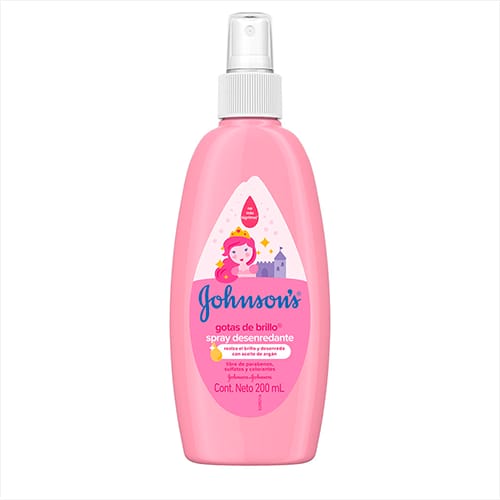 no
más
lágrimas®
Johnson's®
gotas de brillo®
spray desenredante
realza el brillo y desenreda
con aceite de argán
libre de parabenos,
sulfatos y colorantes
Johnson & Johnson
Cont. Neto 200 mL